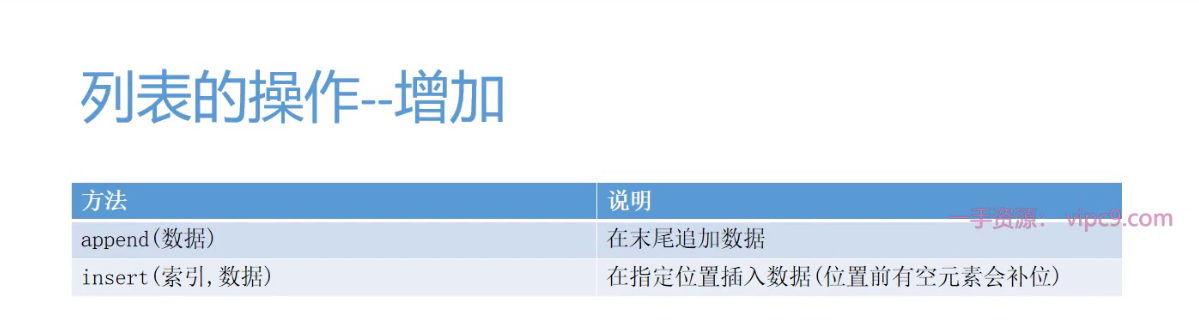 列表的操作--增加
方法 说明
一手资源： vipc9.com
append(数据) 在末尾追加数据
insert(索引,数据) 在指定位置插入数据(位置前有空元素会补位)